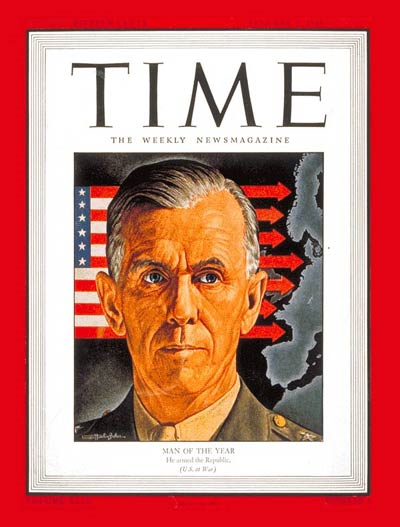 TIME
THE WEEKLY NEWSMAGAZINE
MAN OF THE YEAR
He armed the Republic.
(U.S. at War)